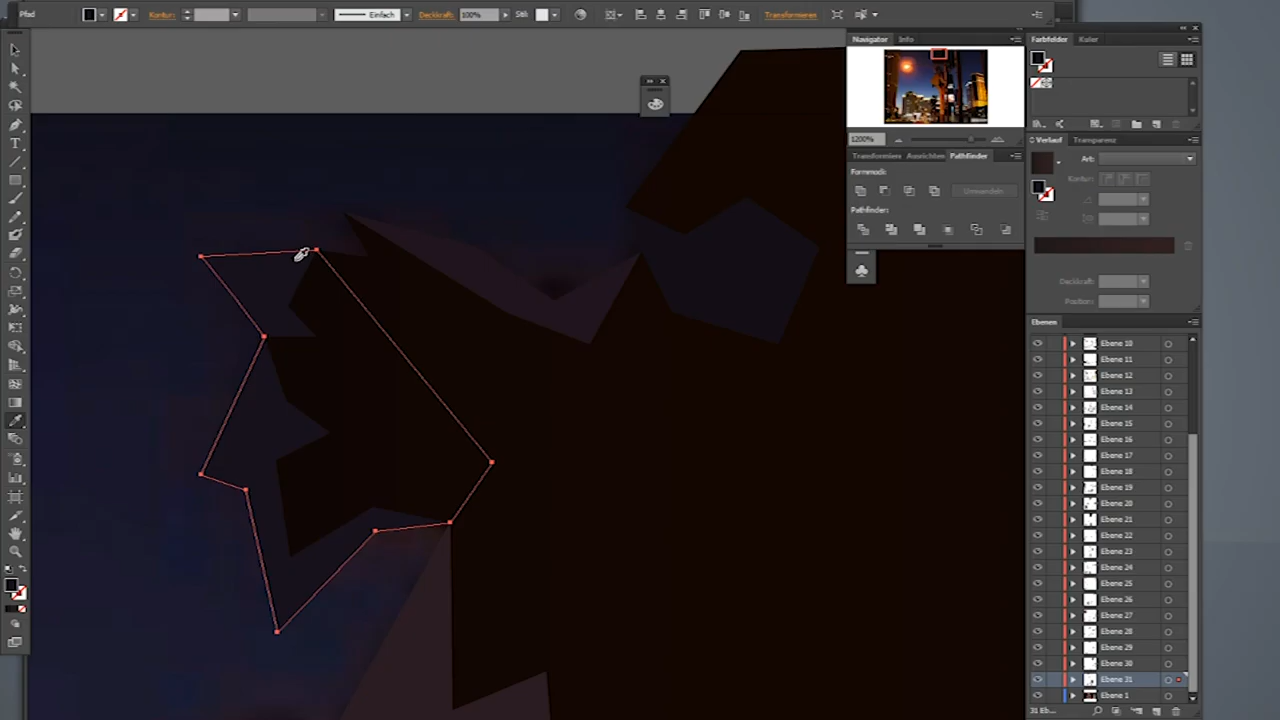 Pfad
Kontur:
Einfach
Deckkraft:
100%
Stil:
Transformieren
Navigator
Info
1200%
Transformieren
Ausrichten
Pathfinder
Formmodi:
Umwandeln
Pathfinder:
Farbfelder
Kuler
Verlauf
Transparenz
Art:
Kontur:
Deckkraft:
Position:
Ebenen
Ebene 10
Ebene 11
Ebene 12
Ebene 13
Ebene 14
Ebene 15
Ebene 16
Ebene 17
Ebene 18
Ebene 19
Ebene 20
Ebene 21
Ebene 22
Ebene 23
Ebene 24
Ebene 25
Ebene 26
Ebene 27
Ebene 28
Ebene 29
Ebene 30
Ebene 31
Ebene 1
31 Eb...